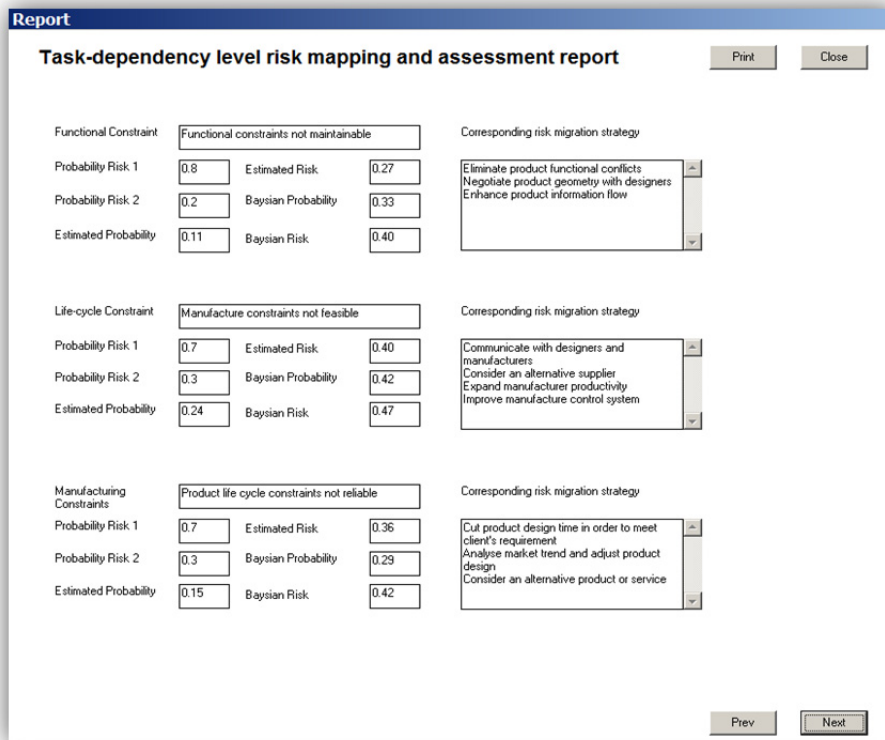 Report
Task-dependency level risk mapping and assessment report
Print
Close
Functional Constraint
Functional constraints not maintainable
Corresponding risk migration strategy
Probability Risk 1
0.8
Estimated Risk
0.27
Eliminate product functional conflicts
Negotiate product geometry with designers
Enhance product information flow
Probability Risk 2
0.2
Baysian Probability
0.33
Estimated Probability
0.11
Baysian Risk
0.40
Life-cycle Constraint
Manufacture constraints not feasible
Corresponding risk migration strategy
Probability Risk 1
0.7
Estimated Risk
0.40
Communicate with designers and
manufacturers
Consider an alternative supplier
Expand manufacturer productivity
Improve manufacture control system
Probability Risk 2
0.3
Baysian Probability
0.42
Estimated Probability
0.24
Baysian Risk
0.47
Manufacturing
Constraints
Product life cycle constraints not reliable
Corresponding risk migration strategy
Probability Risk 1
0.7
Estimated Risk
0.36
Cut product design time in order to meet
client's requirement
Analyse market trend and adjust product
design
Consider an alternative product or service
Probability Risk 2
0.3
Baysian Probability
0.29
Estimated Probability
0.15
Baysian Risk
0.42
Prev
Next